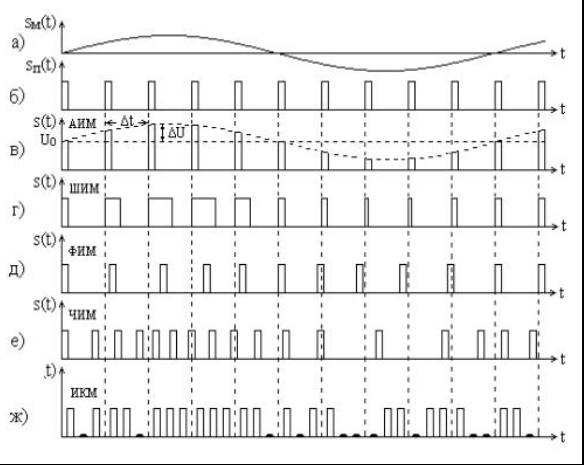 sм(t)
а)
t
sп(t)
б)
t
s(t) АИМ Δt
U₀ ΔU
в)
t
s(t)
ШИМ
г)
t
s(t)
ФИМ
д)
t
s(t)
ЧИМ
е)
t
t)
ИКМ
ж)
t